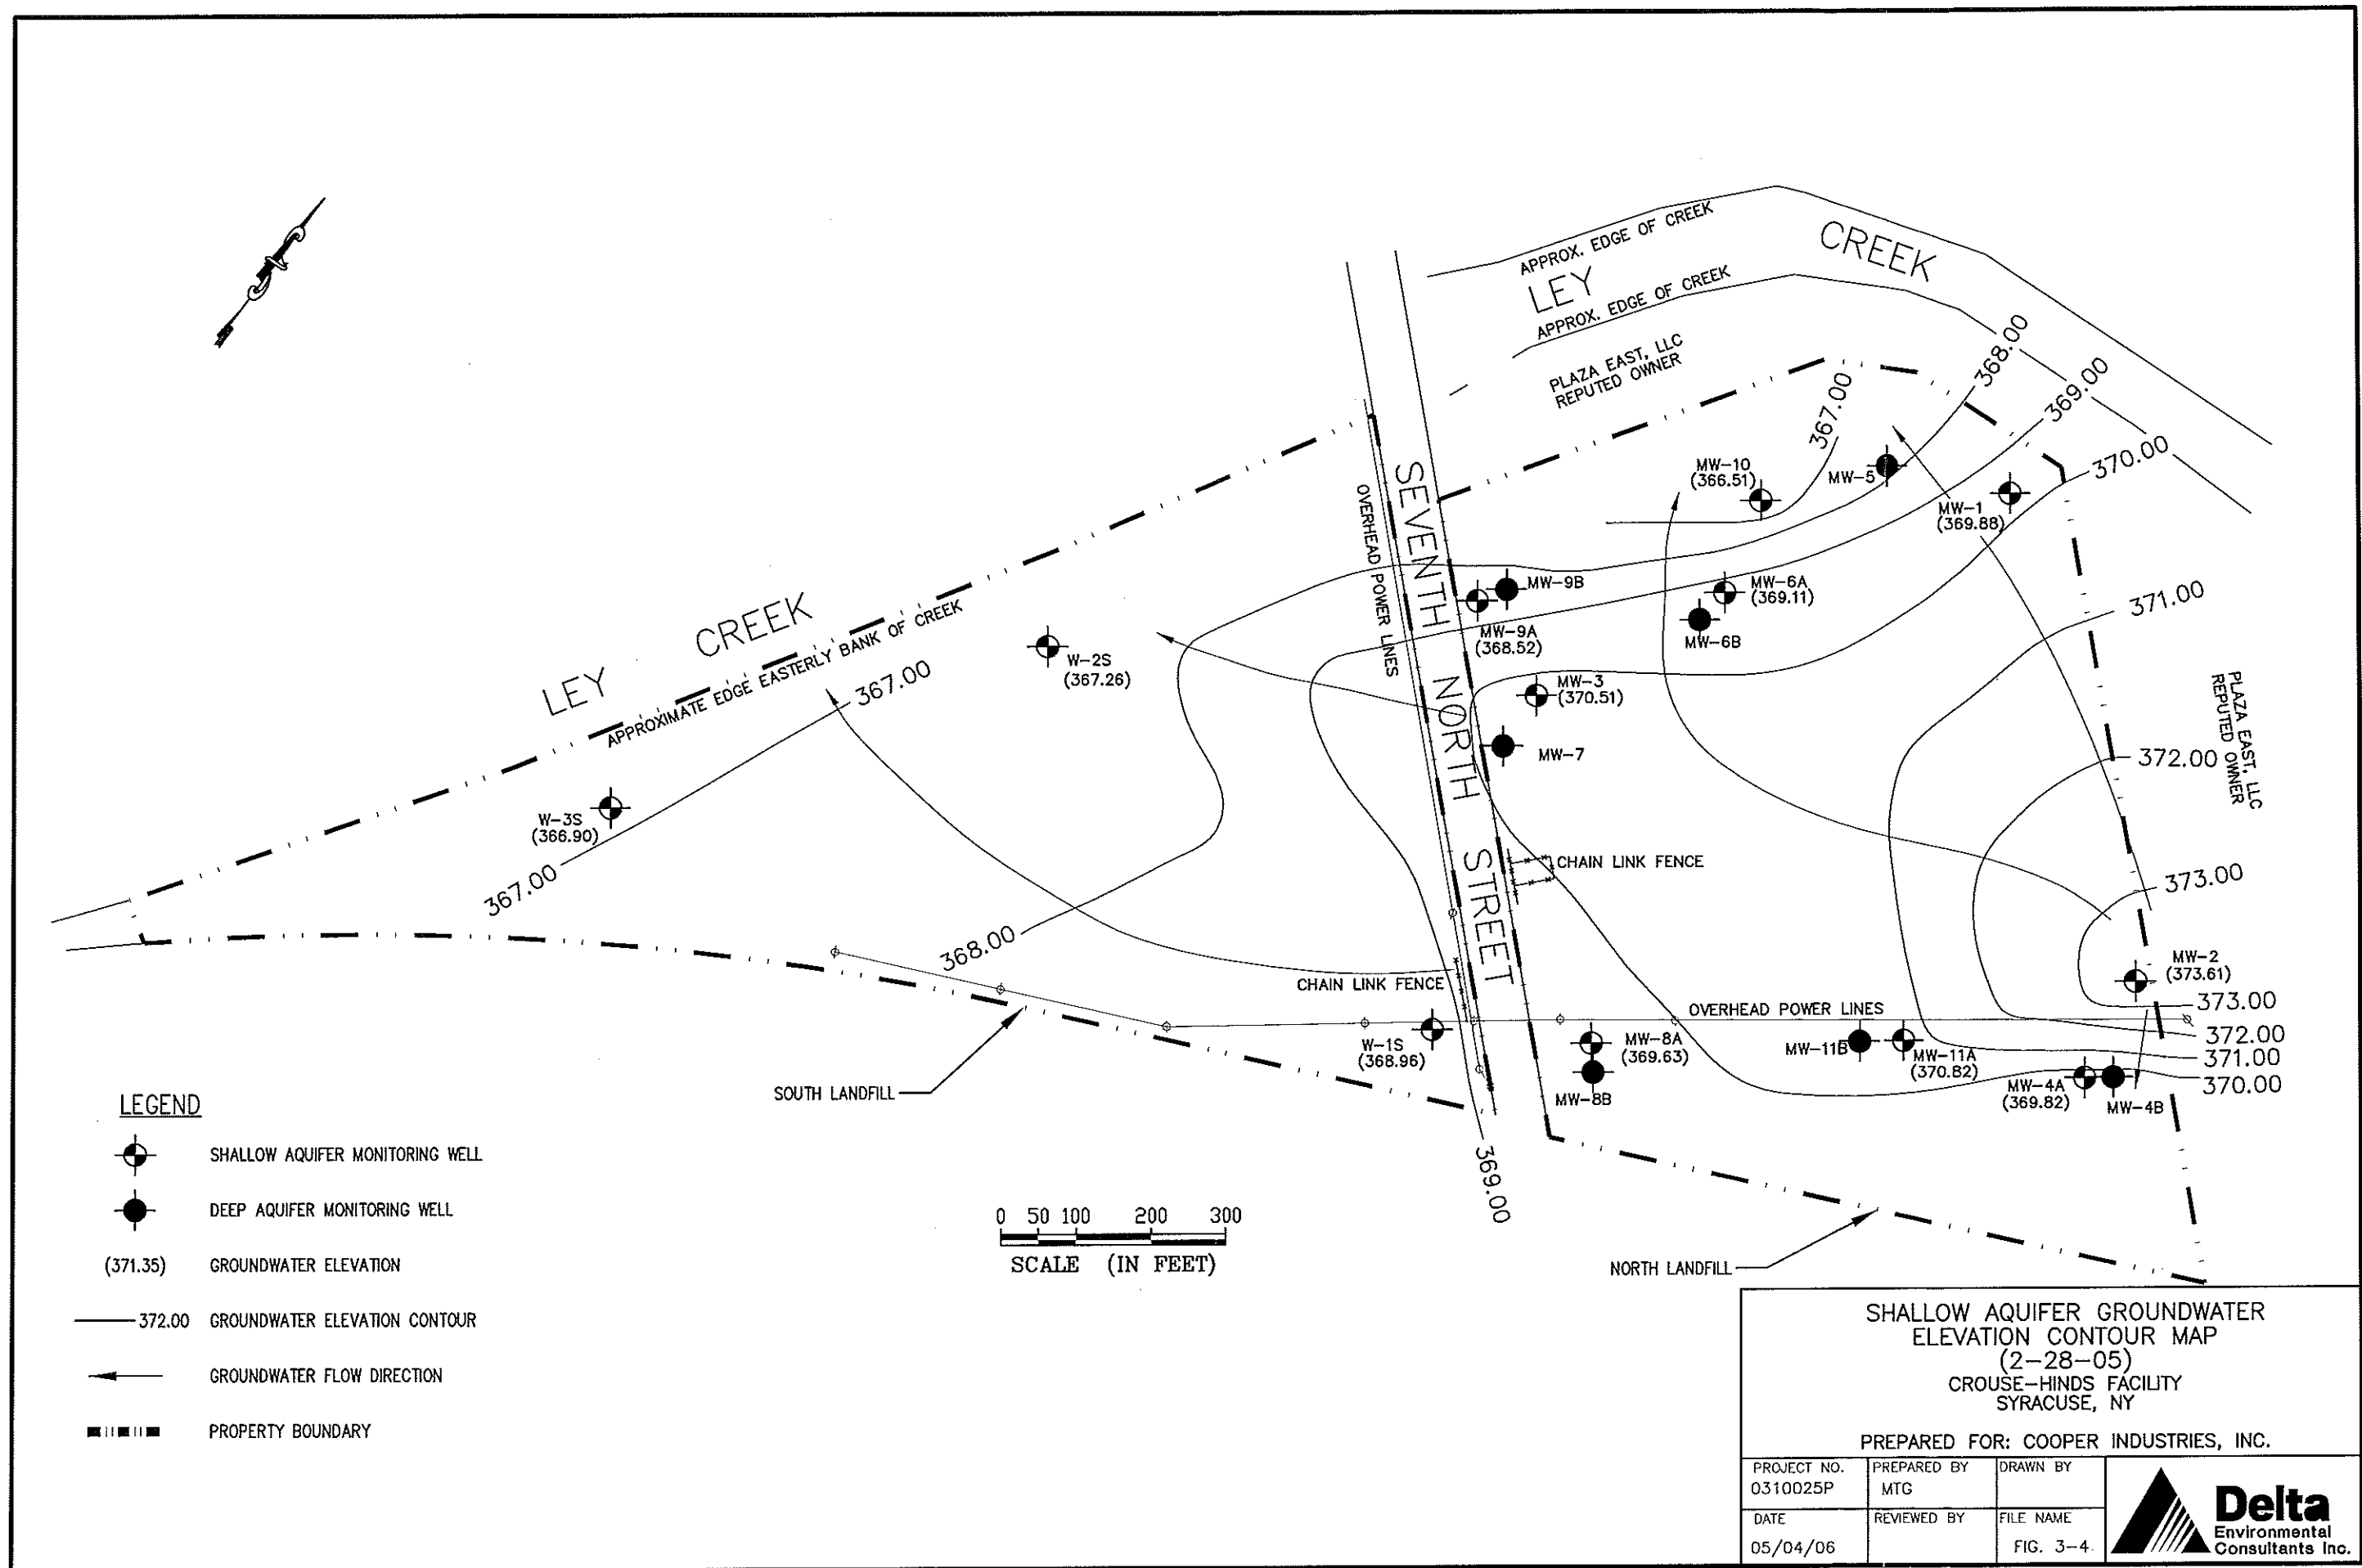 APPROX. EDGE OF CREEK
LEY
CREEK
APPROX. EDGE OF CREEK
PLAZA EAST, LLC
REPUTED OWNER
368.00
367.00
369.00
370.00
SEVENTH NORTH STREET
OVERHEAD POWER LINES
MW-10
(366.51)
MW-5
MW-1
(369.88)
MW-9B
MW-9A
(368.52)
MW-6A
(369.11)
MW-6B
371.00
LEY
CREEK
APPROXIMATE EDGE EASTERLY BANK OF CREEK
W-2S
(367.26)
367.00
MW-3
(370.51)
MW-7
PLAZA EAST, LLC
REPUTED OWNER
372.00
W-3S
(366.90)
367.00
CHAIN LINK FENCE
373.00
368.00
CHAIN LINK FENCE
MW-2
(373.61)
OVERHEAD POWER LINES
373.00
372.00
371.00
370.00
W-1S
(368.96)
MW-8A
(369.63)
MW-8B
MW-11B
MW-11A
(370.82)
MW-4A
(369.82)
MW-4B
SOUTH LANDFILL
369.00
NORTH LANDFILL
LEGEND
SHALLOW AQUIFER MONITORING WELL
DEEP AQUIFER MONITORING WELL
(371.35) GROUNDWATER ELEVATION
372.00 GROUNDWATER ELEVATION CONTOUR
GROUNDWATER FLOW DIRECTION
PROPERTY BOUNDARY
0 50 100 200 300
SCALE (IN FEET)
SHALLOW AQUIFER GROUNDWATER
ELEVATION CONTOUR MAP
(2-28-05)
CROUSE-HINDS FACILITY
SYRACUSE, NY
PREPARED FOR: COOPER INDUSTRIES, INC.
PROJECT NO. PREPARED BY DRAWN BY
0310025P MTG
DATE REVIEWED BY FILE NAME
05/04/06 FIG. 3-4
Delta
Environmental
Consultants Inc.